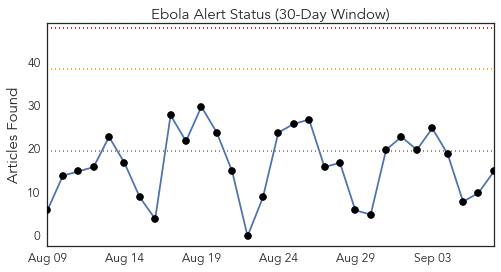 Ebola Alert Status (30-Day Window)
Articles Found
40
30
20
10
0
Aug 09
Aug 14
Aug 19
Aug 24
Aug 29
Sep 03